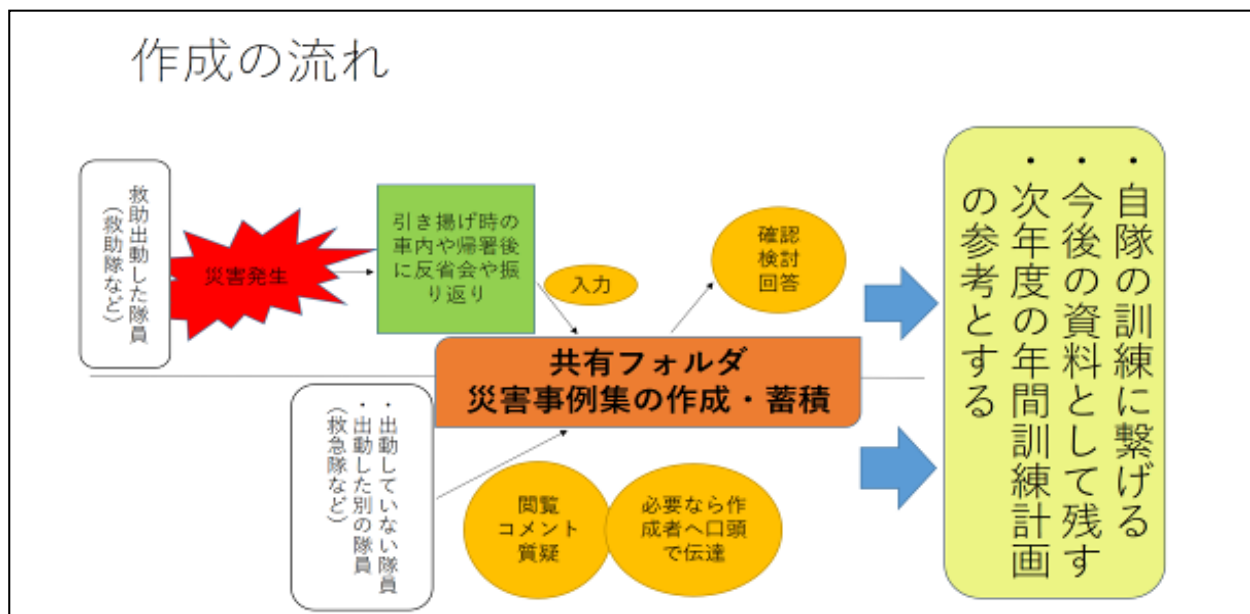 作成の流れ
救助出動した隊員
(救助隊など)
災害発生
引き揚げ時の
車内や帰署後
に反省会や振
り返り
入力
確認
検討
回答
共有フォルダ
災害事例集の作成・蓄積
・出動していない隊員
・出動した別の隊員
(救急隊など)
閲覧
コメント
質疑
必要なら作
成者へ口頭
で伝達
・自隊の訓練に繋げる
・今後の資料として残す
・次年度の年間訓練計画
の参考とする